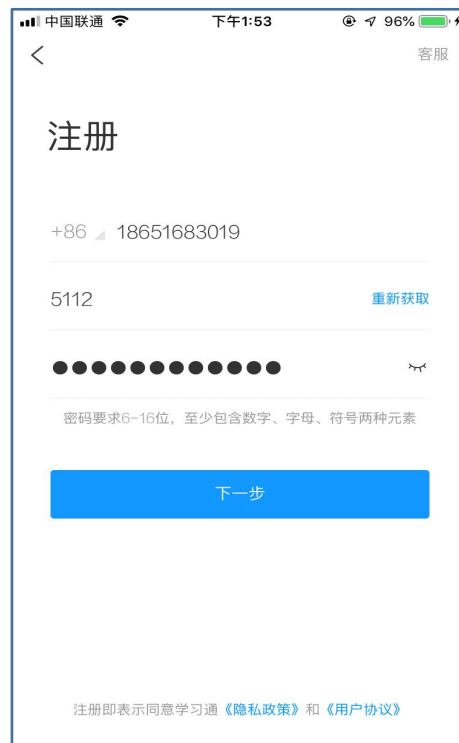 中国联通 下午1:53 96%
客服
注册
+86 18651683019
5112 重新获取
●●●●●●●●●●●●
密码要求6-16位，至少包含数字、字母、符号两种元素
下一步
注册即表示同意学习通《隐私政策》和《用户协议》